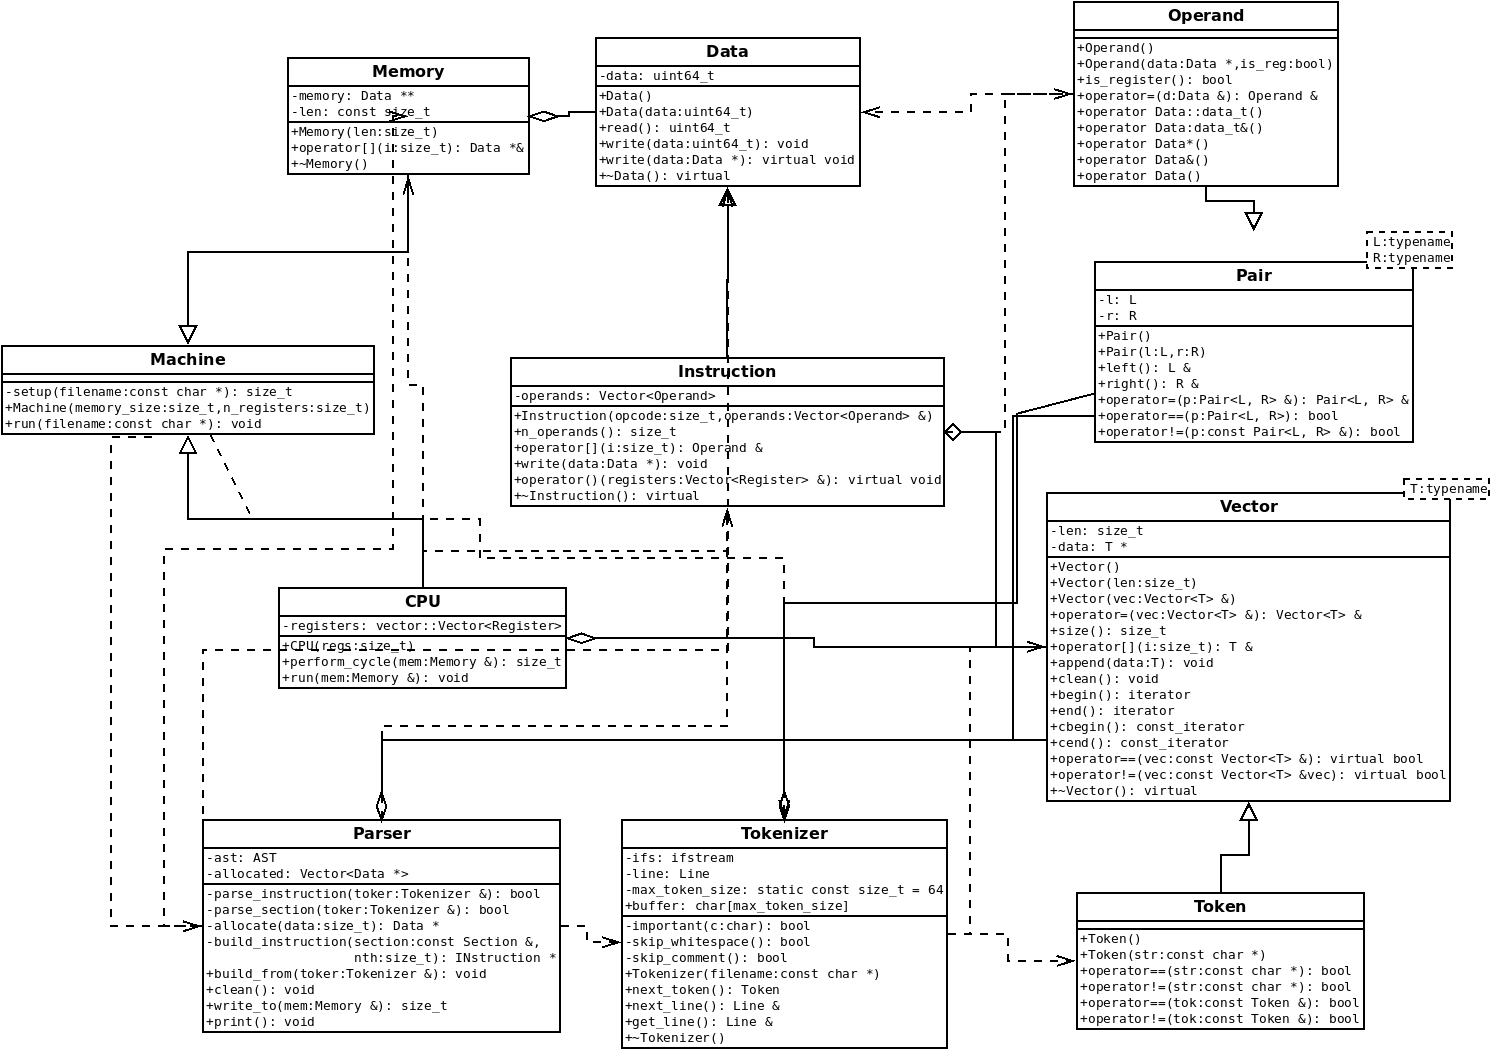 Operand
+Operand()
+Operand(data:Data *,is_reg:bool)
+is_register(): bool
+operator=(d:Data &): Operand &
+operator Data::data_t()
+operator Data:data_t&()
+operator Data*()
+operator Data&()
+operator Data()
Data
-data: uint64_t
+Data()
+Data(data:uint64_t)
+read(): uint64_t
+write(data:uint64_t): void
+write(data:Data *): virtual void
+~Data(): virtual
Memory
-memory: Data **
-len: const size_t
+Memory(len:size_t)
+operator[](i:size_t): Data *&
+~Memory()
L:typename
R:typename
Pair
-l: L
-r: R
+Pair()
+Pair(l:L,r:R)
+left(): L &
+right(): R &
+operator=(p:Pair<L, R> &): Pair<L, R> &
+operator==(p:Pair<L, R>): bool
+operator!=(p:const Pair<L, R> &): bool
Machine
-setup(filename:const char *): size_t
+Machine(memory_size:size_t,n_registers:size_t)
+run(filename:const char *): void
Instruction
-operands: Vector<Operand>
+Instruction(opcode:size_t,operands:Vector<Operand> &)
+n_operands(): size_t
+operator[](i:size_t): Operand &
+write(data:Data *): void
+operator()(registers:Vector<Register> &): virtual void
+~Instruction(): virtual
T:typename
Vector
-len: size_t
-data: T *
+Vector()
+Vector(len:size_t)
+Vector(vec:Vector<T> &)
+operator=(vec:Vector<T> &): Vector<T> &
+size(): size_t
+operator[](i:size_t): T &
+append(data:T): void
+clean(): void
+begin(): iterator
+end(): iterator
+cbegin(): const_iterator
+cend(): const_iterator
+operator==(vec:Vector<T> &): virtual bool
+operator!=(vec:const Vector<T> &vec): virtual bool
+~Vector(): virtual
CPU
-registers: vector::Vector<Register>
+CPU(regs:size_t)
+perform_cycle(mem:Memory &): size_t
+run(mem:Memory &): void
Parser
-ast: AST
-allocated: Vector<Data *>
-parse_instruction(toker:Tokenizer &): bool
-parse_section(toker:Tokenizer &): bool
-allocate(data:size_t): Data *
-build_instruction(section:const Section &,
nth:size_t): INstruction *
+build_from(toker:Tokenizer &): void
+clean(): void
+write_to(mem:Memory &): size_t
+print(): void
Tokenizer
-ifs: ifstream
-line: Line
-max_token_size: static const size_t = 64
+buffer: char[max_token_size]
-important(c:char): bool
-skip_whitespace(): bool
-skip_comment(): bool
+Tokenizer(filename:const char *)
+next_token(): Token
+next_line(): Line &
+get_line(): Line &
+~Tokenizer()
Token
+Token()
+Token(str:const char *)
+operator==(str:const char *): bool
+operator!=(str:const char *): bool
+operator==(tok:const Token &): bool
+operator!=(tok:const Token &): bool